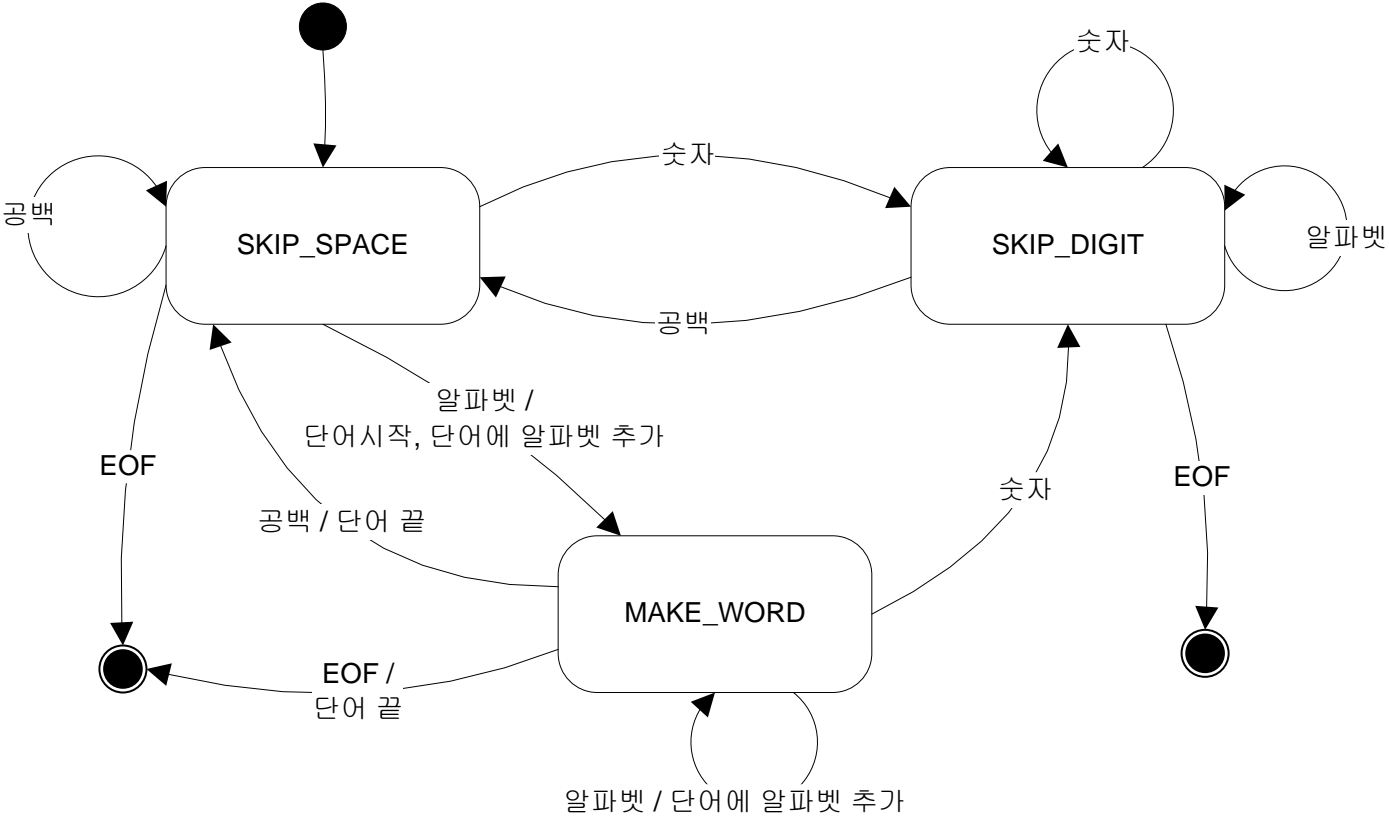 숫자
숫자
공백
SKIP_SPACE
SKIP_DIGIT
알파벳
공백
알파벳 /
단어시작, 단어에 알파벳 추가
EOF
EOF
숫자
공백 / 단어 끝
MAKE_WORD
EOF /
단어 끝
알파벳 / 단어에 알파벳 추가